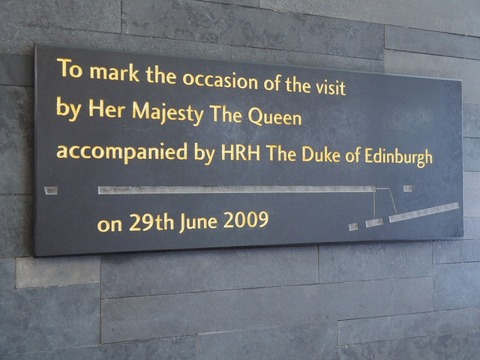 To mark the occasion of the visit
by Her Majesty The Queen
accompanied by HRH The Duke of Edinburgh
on 29th June 2009